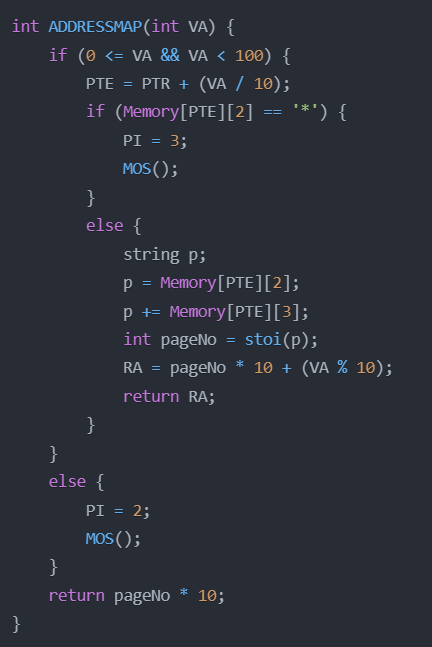 int ADDRESSMAP(int VA) {
    if (0 <= VA && VA < 100) {
        PTE = PTR + (VA / 10);
        if (Memory[PTE][2] == '*') {
            PI = 3;
            MOS();
        }
        else {
            string p;
            p = Memory[PTE][2];
            p += Memory[PTE][3];
            int pageNo = stoi(p);
            RA = pageNo * 10 + (VA % 10);
            return RA;
        }
    }
    else {
        PI = 2;
        MOS();
    }
    return pageNo * 10;
}